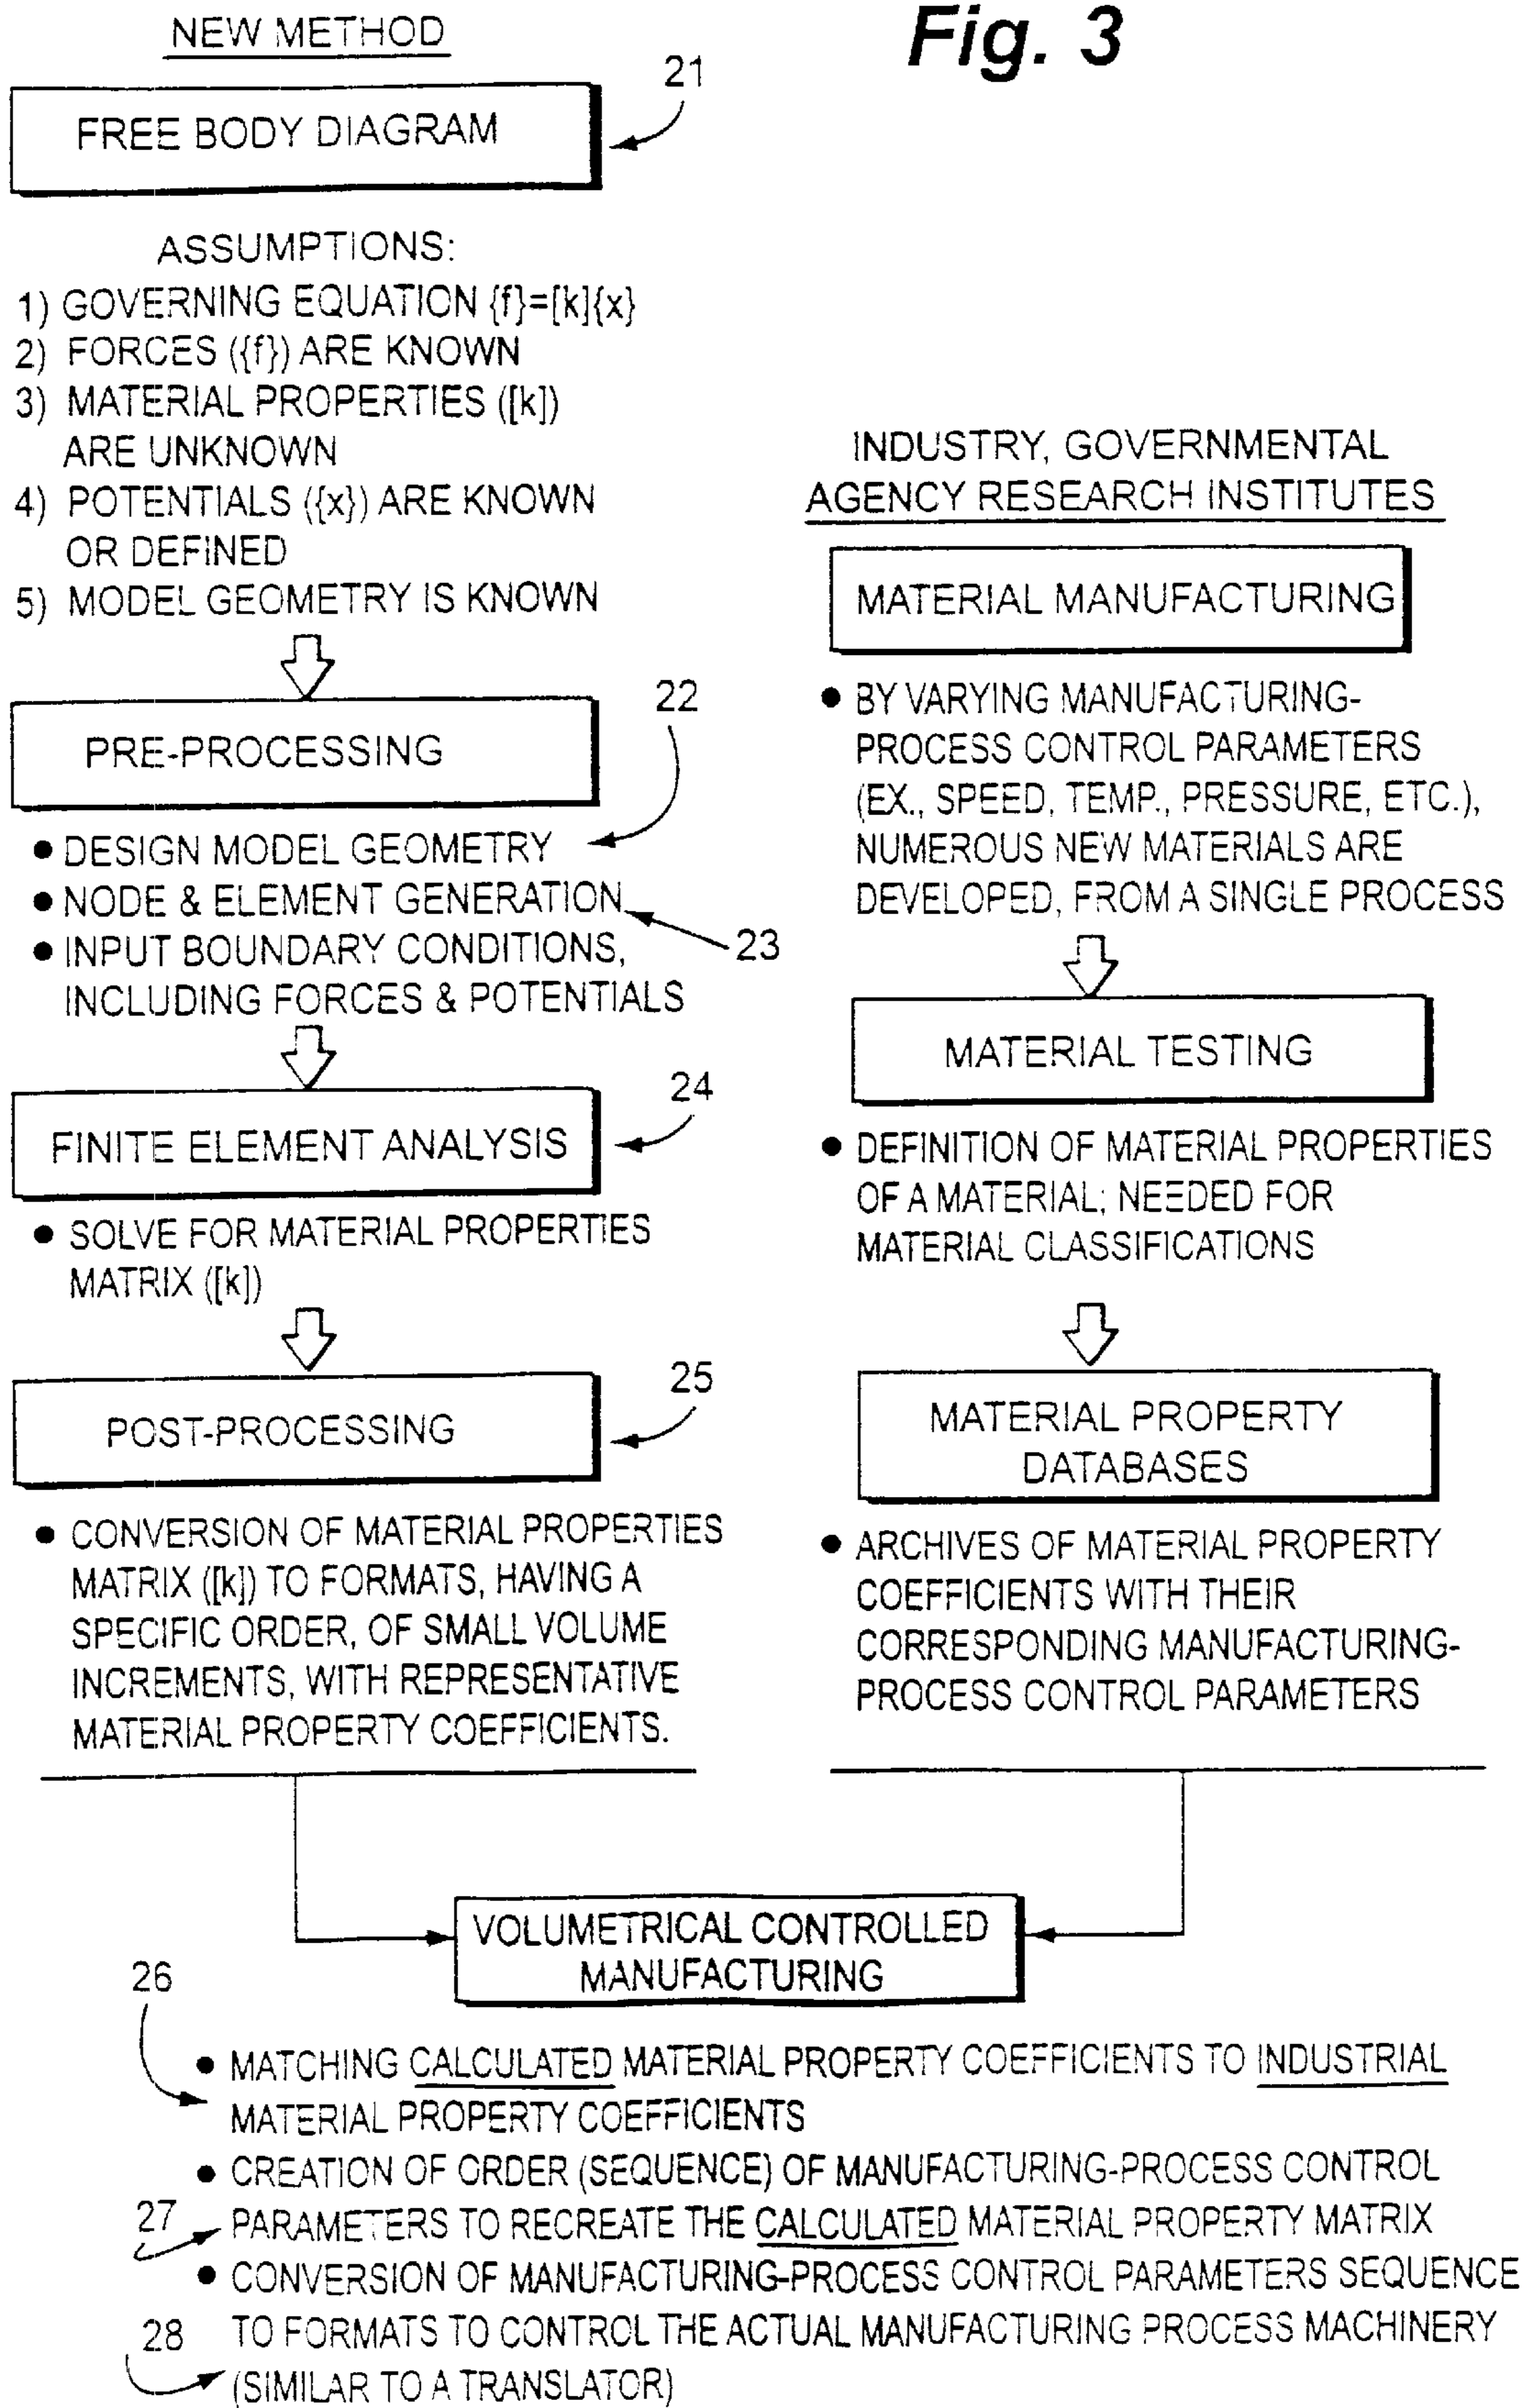 Fig. 3
NEW METHOD
21
FREE BODY DIAGRAM
ASSUMPTIONS:
1) GOVERNING EQUATION {f}=[k]{x}
2) FORCES ({f}) ARE KNOWN
3) MATERIAL PROPERTIES ([k])
ARE UNKNOWN
4) POTENTIALS ({x}) ARE KNOWN
OR DEFINED
5) MODEL GEOMETRY IS KNOWN
22
PRE-PROCESSING
• DESIGN MODEL GEOMETRY
• NODE & ELEMENT GENERATION
23
• INPUT BOUNDARY CONDITIONS,
INCLUDING FORCES & POTENTIALS
24
FINITE ELEMENT ANALYSIS
• SOLVE FOR MATERIAL PROPERTIES
MATRIX ([k])
25
POST-PROCESSING
• CONVERSION OF MATERIAL PROPERTIES
MATRIX ([k]) TO FORMATS, HAVING A
SPECIFIC ORDER, OF SMALL VOLUME
INCREMENTS, WITH REPRESENTATIVE
MATERIAL PROPERTY COEFFICIENTS.
INDUSTRY, GOVERNMENTAL
AGENCY RESEARCH INSTITUTES
MATERIAL MANUFACTURING
• BY VARYING MANUFACTURING-
PROCESS CONTROL PARAMETERS
(EX., SPEED, TEMP., PRESSURE, ETC.),
NUMEROUS NEW MATERIALS ARE
DEVELOPED, FROM A SINGLE PROCESS
MATERIAL TESTING
• DEFINITION OF MATERIAL PROPERTIES
OF A MATERIAL; NEEDED FOR
MATERIAL CLASSIFICATIONS
MATERIAL PROPERTY
DATABASES
• ARCHIVES OF MATERIAL PROPERTY
COEFFICIENTS WITH THEIR
CORRESPONDING MANUFACTURING-
PROCESS CONTROL PARAMETERS
VOLUMETRICAL CONTROLLED
MANUFACTURING
26
• MATCHING CALCULATED MATERIAL PROPERTY COEFFICIENTS TO INDUSTRIAL
MATERIAL PROPERTY COEFFICIENTS
• CREATION OF ORDER (SEQUENCE) OF MANUFACTURING-PROCESS CONTROL
27
PARAMETERS TO RECREATE THE CALCULATED MATERIAL PROPERTY MATRIX
• CONVERSION OF MANUFACTURING-PROCESS CONTROL PARAMETERS SEQUENCE
28
TO FORMATS TO CONTROL THE ACTUAL MANUFACTURING PROCESS MACHINERY
(SIMILAR TO A TRANSLATOR)